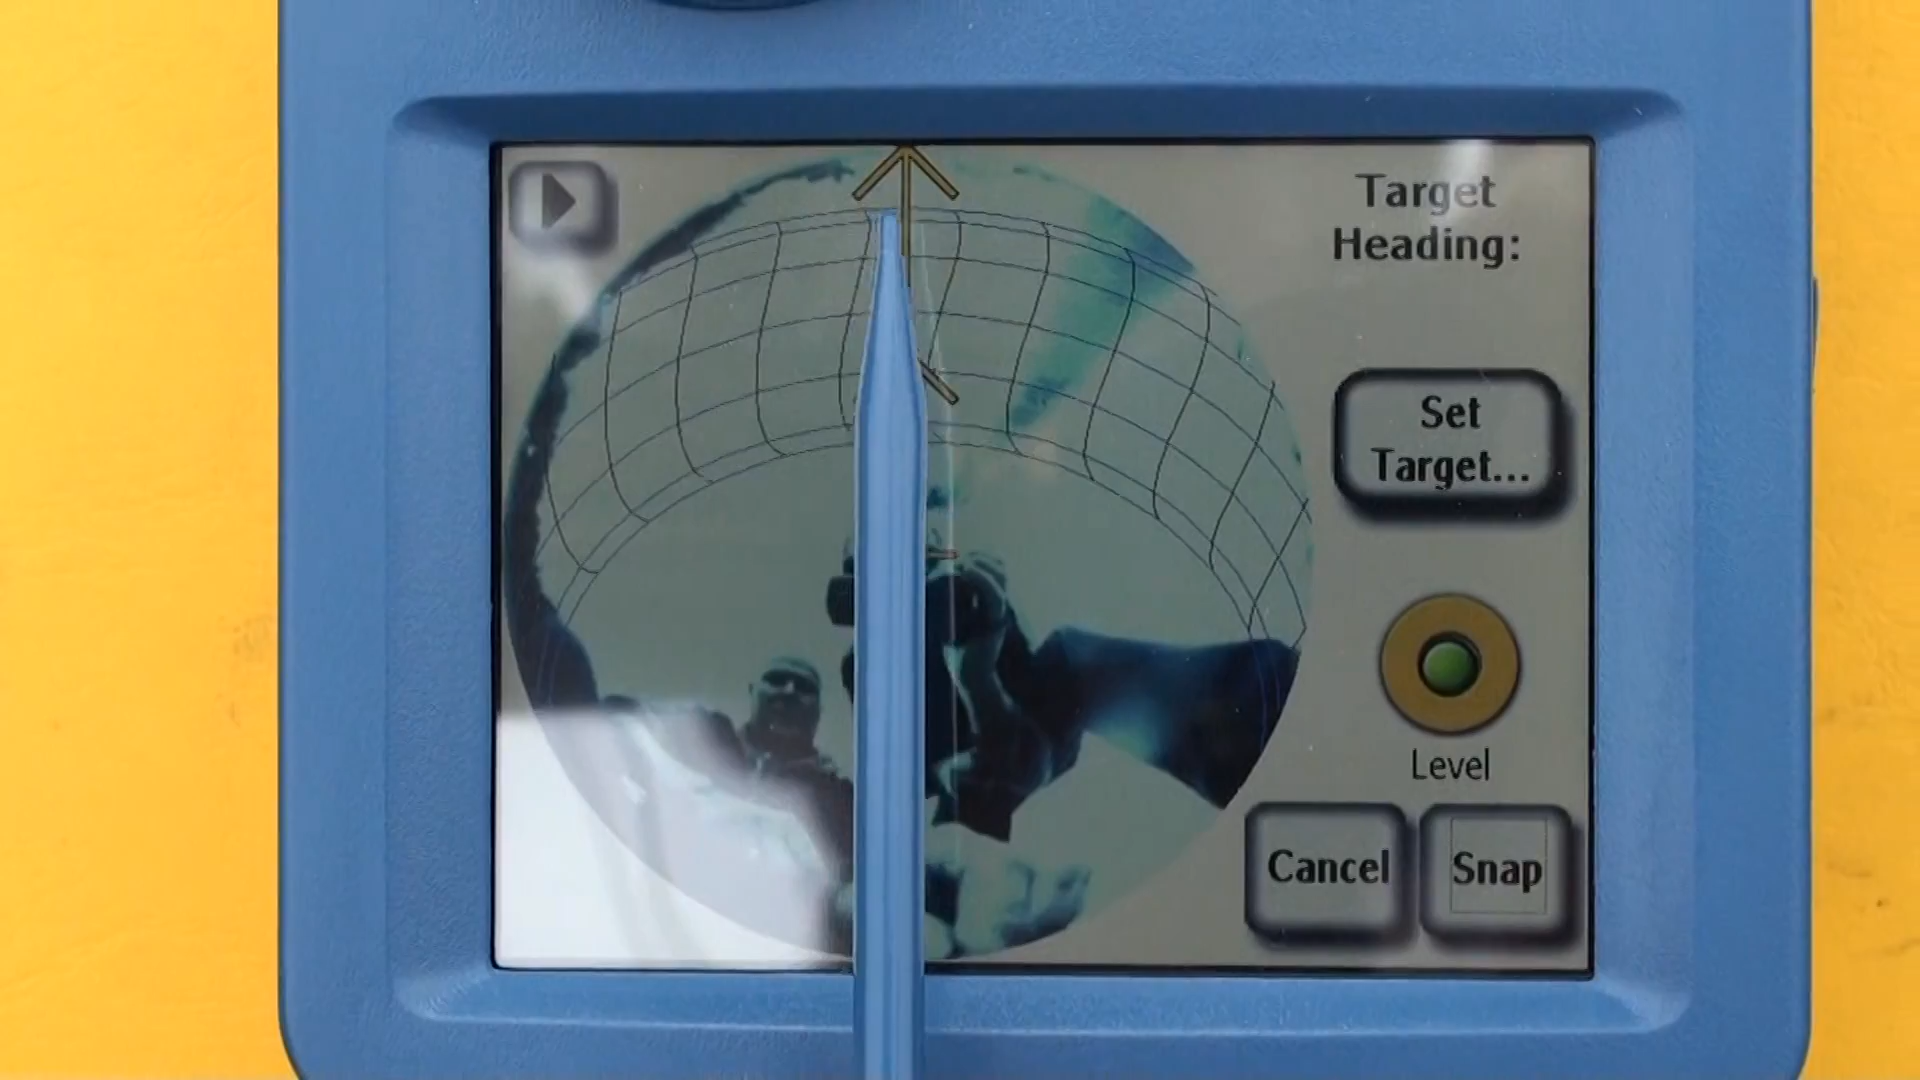 Target
Heading:
Set
Target...
Level
Cancel
Snap